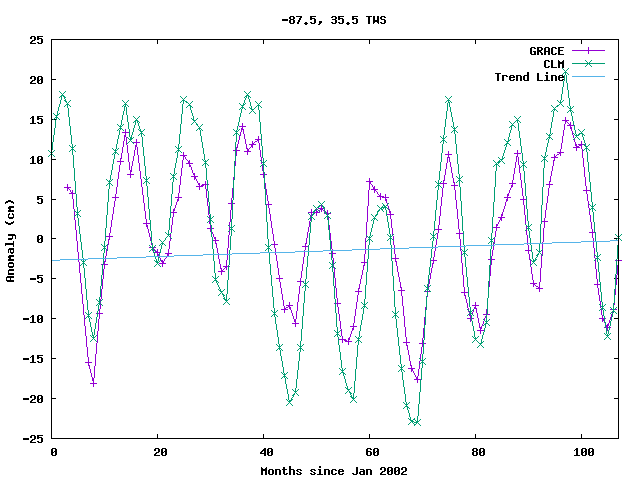 -87.5, 35.5 TWS
GRACE
CLM
Trend Line
25
20
15
10
5
0
-5
-10
-15
-20
-25
Anomaly (cm)
0 20 40 60 80 100
Months since Jan 2002